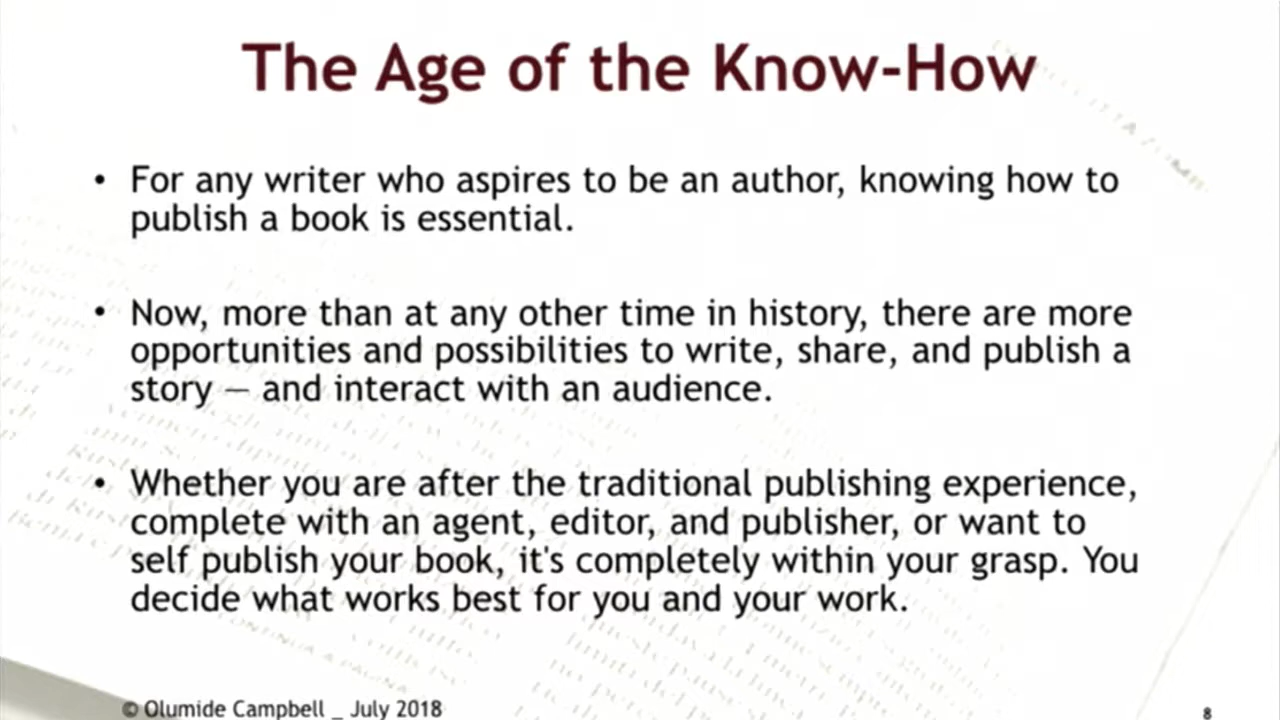 The Age of the Know-How
• For any writer who aspires to be an author, knowing how to
publish a book is essential.
• Now, more than at any other time in history, there are more
opportunities and possibilities to write, share, and publish a
story — and interact with an audience.
• Whether you are after the traditional publishing experience,
complete with an agent, editor, and publisher, or want to
self publish your book, it's completely within your grasp. You
decide what works best for you and your work.
© Olumide Campbell _ July 2018
8